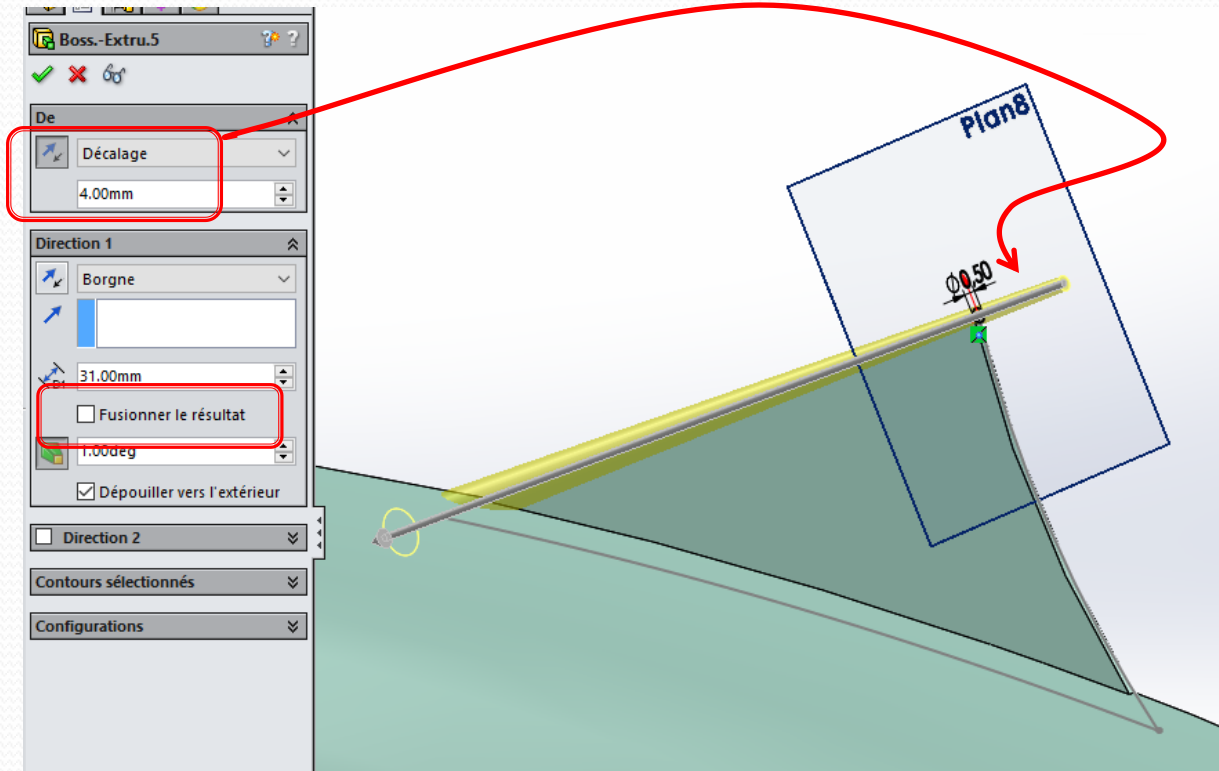 Boss.-Extru.5
De
Décalage
4.00mm
Direction 1
Borgne
D1
31.00mm
Fusionner le résultat
1.00deg
Dépouiller vers l'extérieur
Direction 2
Contours sélectionnés
Configurations
Plan8
Ø0.50